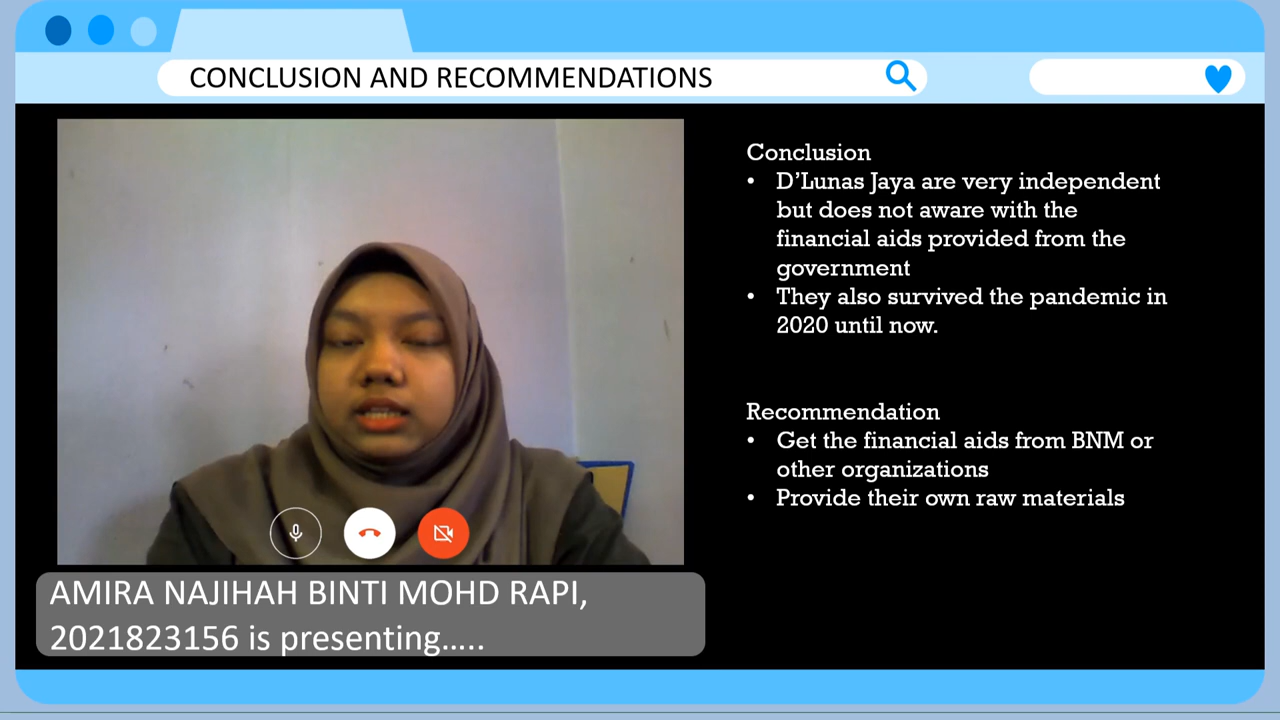 CONCLUSION AND RECOMMENDATIONS
Conclusion
• D’Lunas Jaya are very independent
but does not aware with the
financial aids provided from the
government
• They also survived the pandemic in
2020 until now.
Recommendation
• Get the financial aids from BNM or
other organizations
• Provide their own raw materials
AMIRA NAJIHAH BINTI MOHD RAPI,
2021823156 is presenting.....